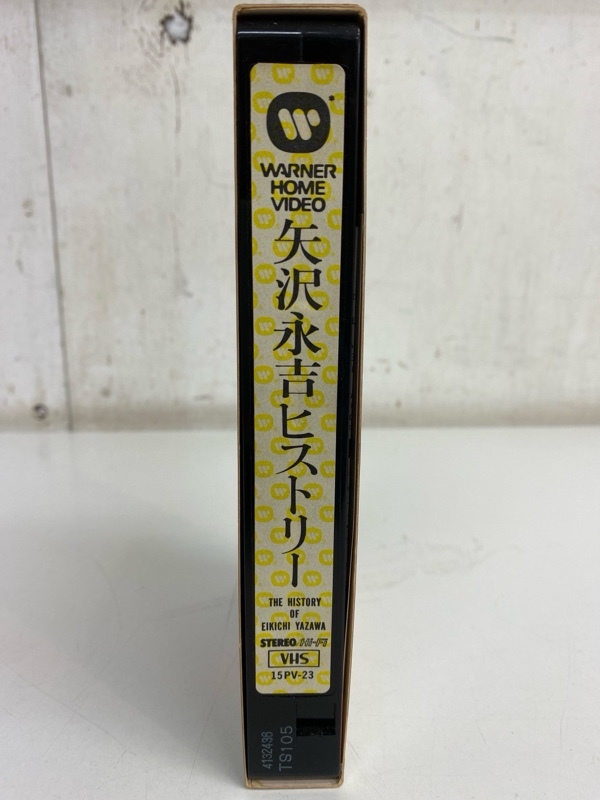 WARNER
HOME
VIDEO
矢沢永吉ヒストリー
THE HISTORY
OF
EIKICHI YAZAWA
STEREO Hi-Fi
VHS
15PV-23
4132438
TS105